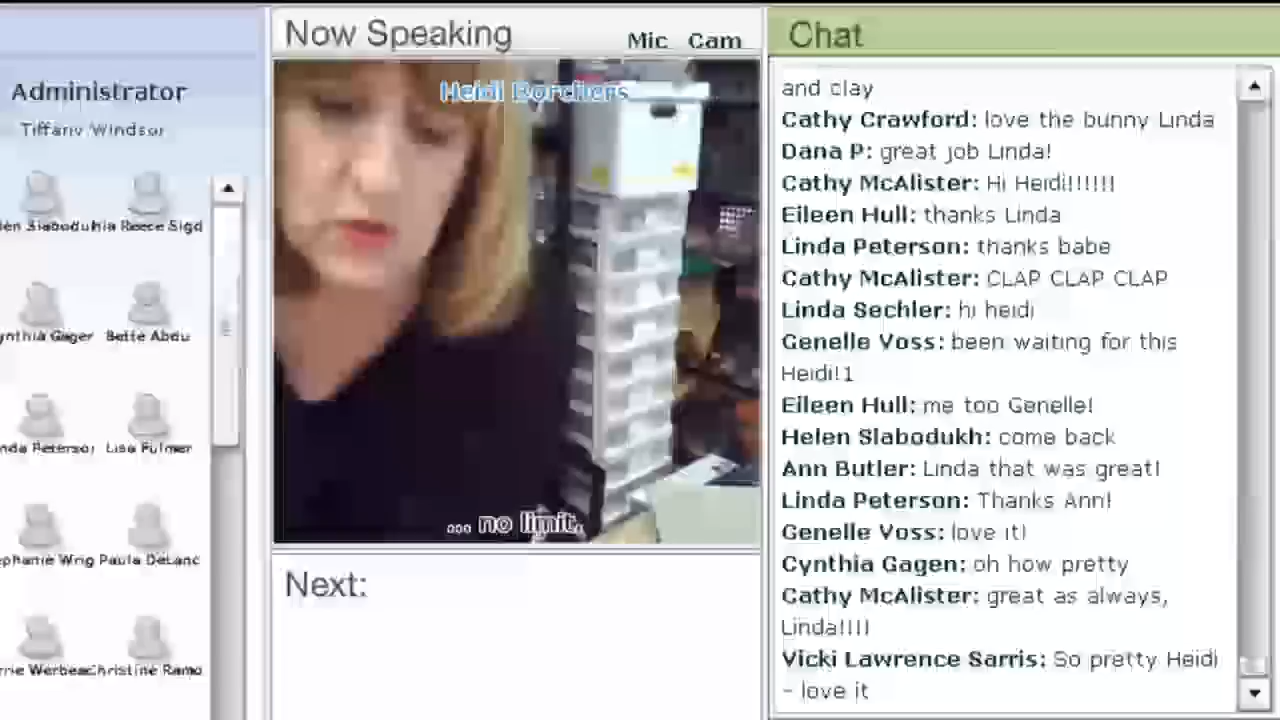 Administrator
Tiffany Windsor
Reece Sigd
Gager Bette Abdu
Lisa Fulmer
Paula DeLanc
Christine Ramo
Now Speaking
Mic Cam
Heidi Borchers
... no limit.
Next:
Chat
and clay
Cathy Crawford: love the bunny Linda
Dana P: great job Linda!
Cathy McAlister: Hi Heidi!!!!!!!
Eileen Hull: thanks Linda
Linda Peterson: thanks babe
Cathy McAlister: CLAP CLAP CLAP
Linda Sechler: hi heidi
Genelle Voss: been waiting for this
Heidi!1
Eileen Hull: me too Genelle!
Helen Slabodukh: come back
Ann Butler: Linda that was great!
Linda Peterson: Thanks Ann!
Genelle Voss: love it!
Cynthia Gagen: oh how pretty
Cathy McAlister: great as always,
Linda!!!!
Vicki Lawrence Sarris: So pretty Heidi
- love it